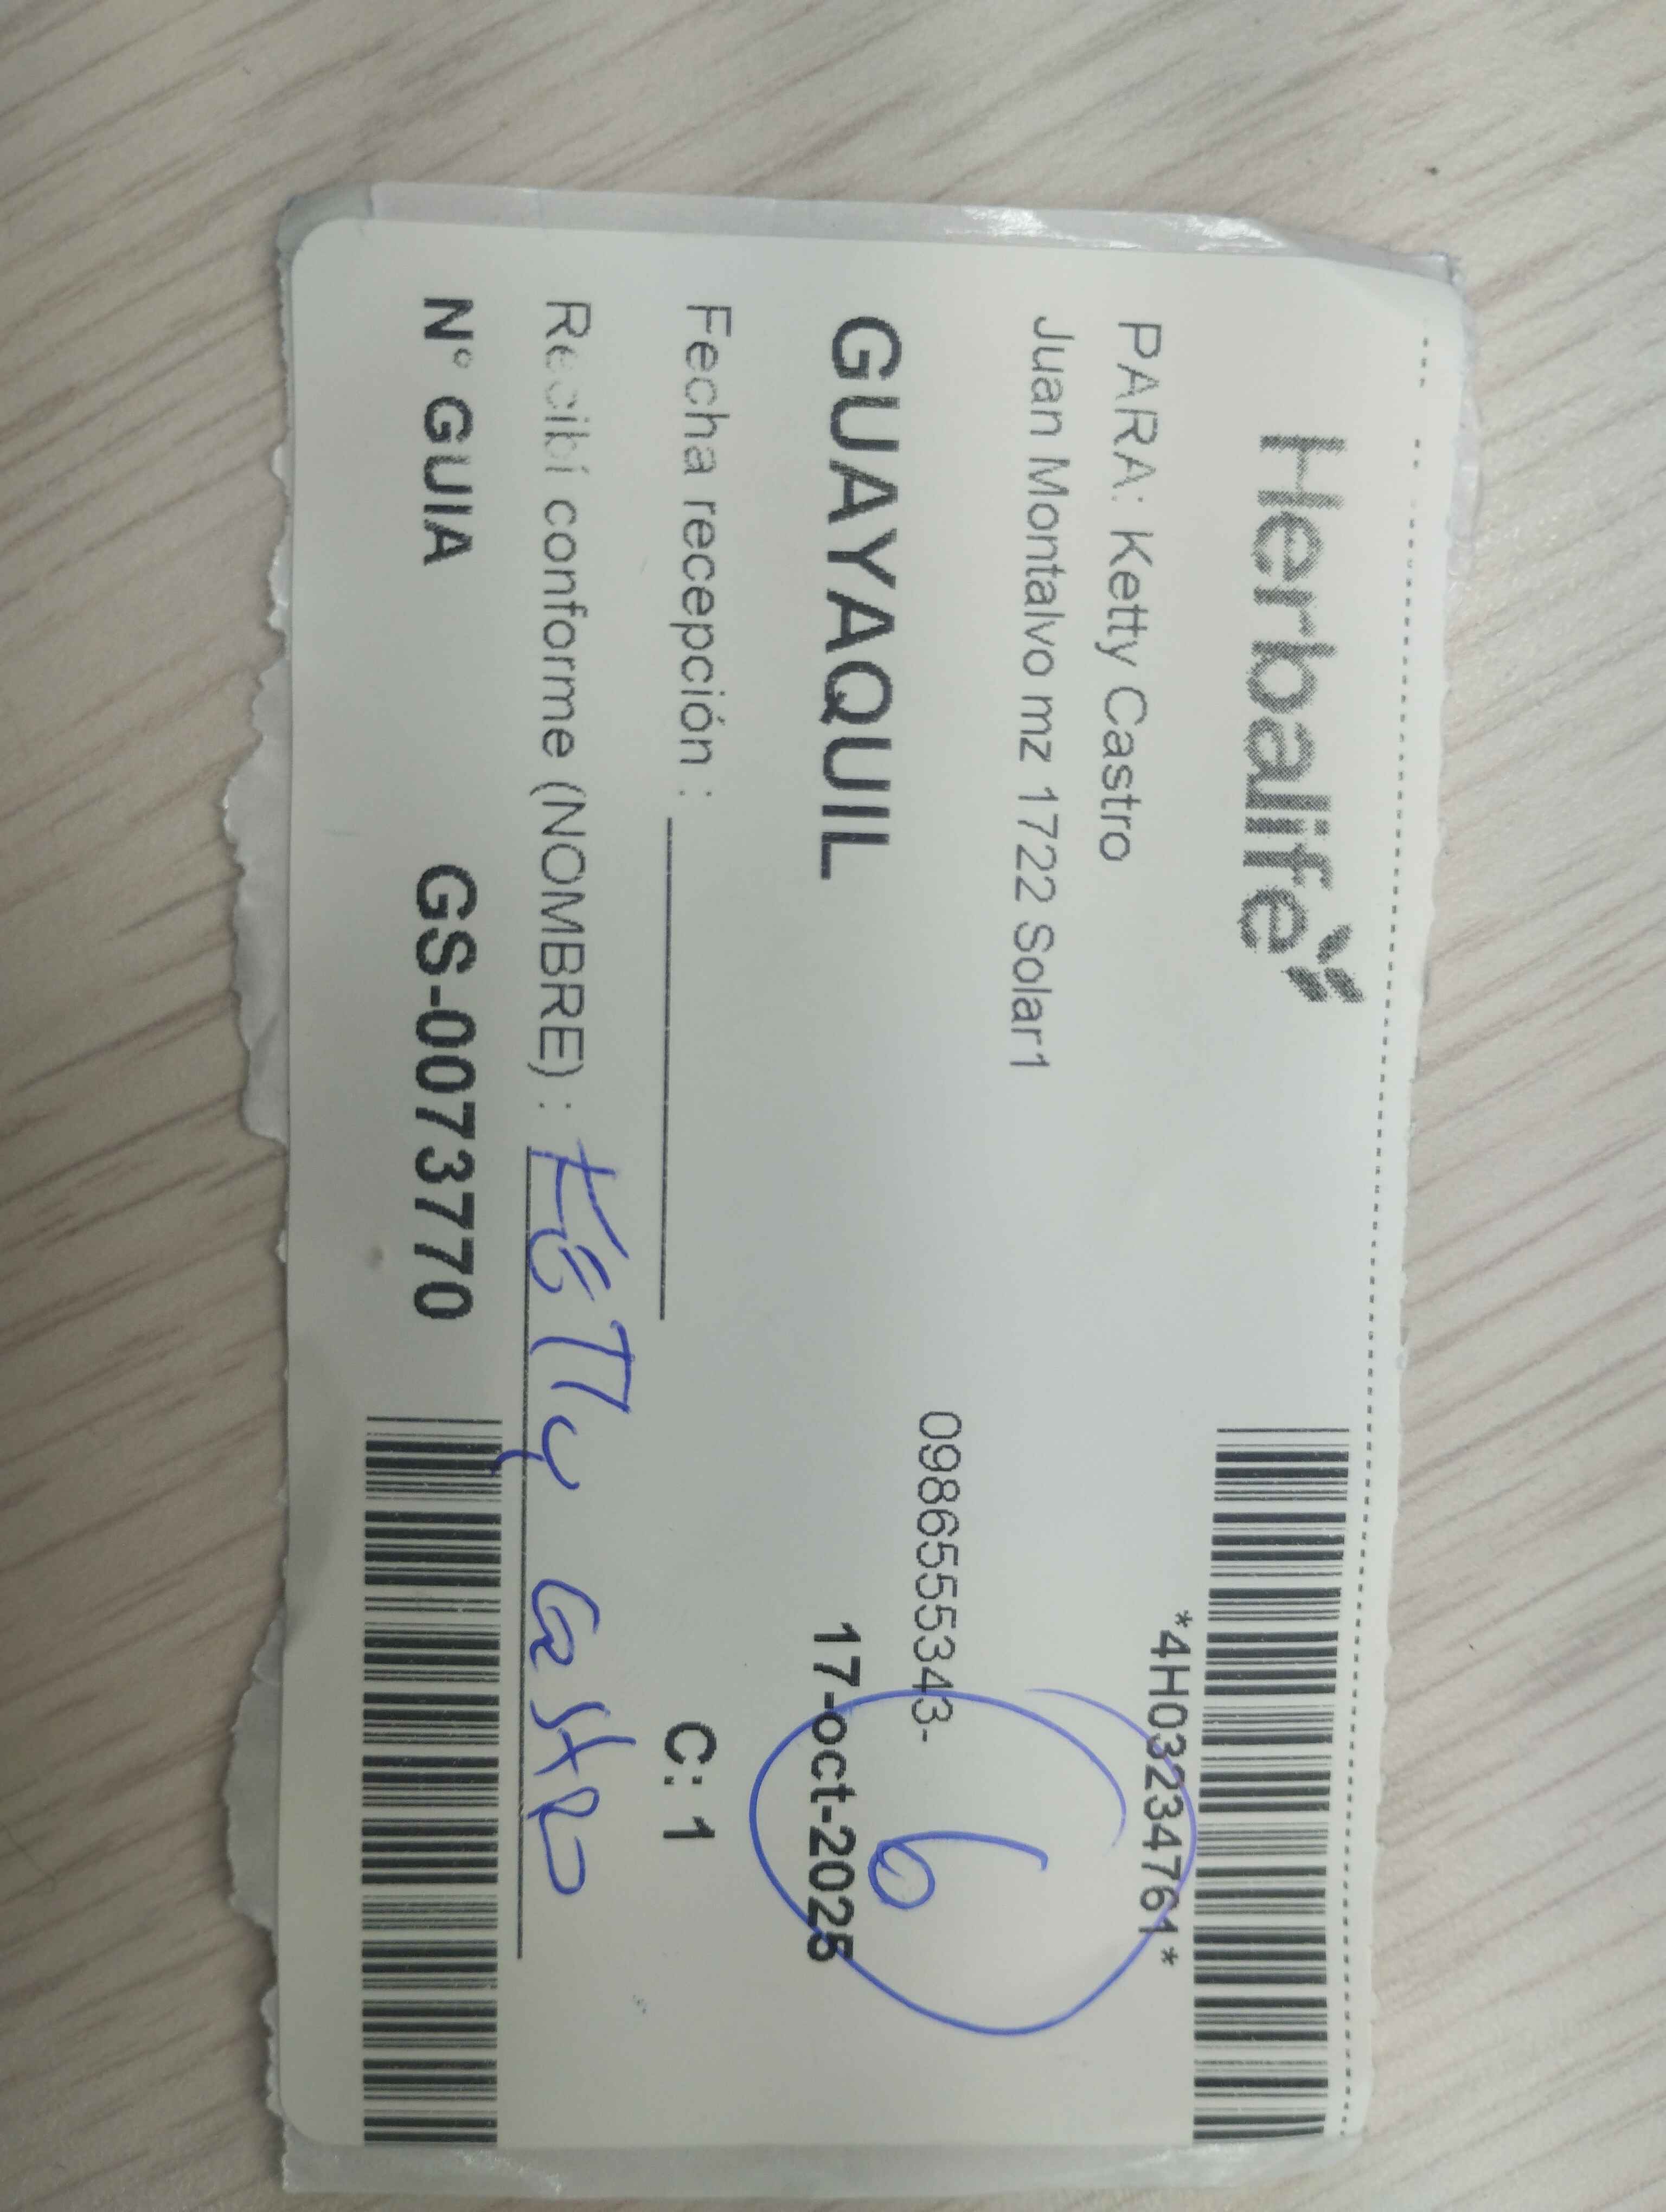 Herbalife
*4H03234761*
PARA: Ketty Castro
Juan Montalvo mz 1722 Solar1
0986555343-
6
GUAYAQUIL
17-oct-2025
Fecha recepción :
C: 1
Recibí conforme (NOMBRE) : Ketty Castro
N° GUIA GS-00737770